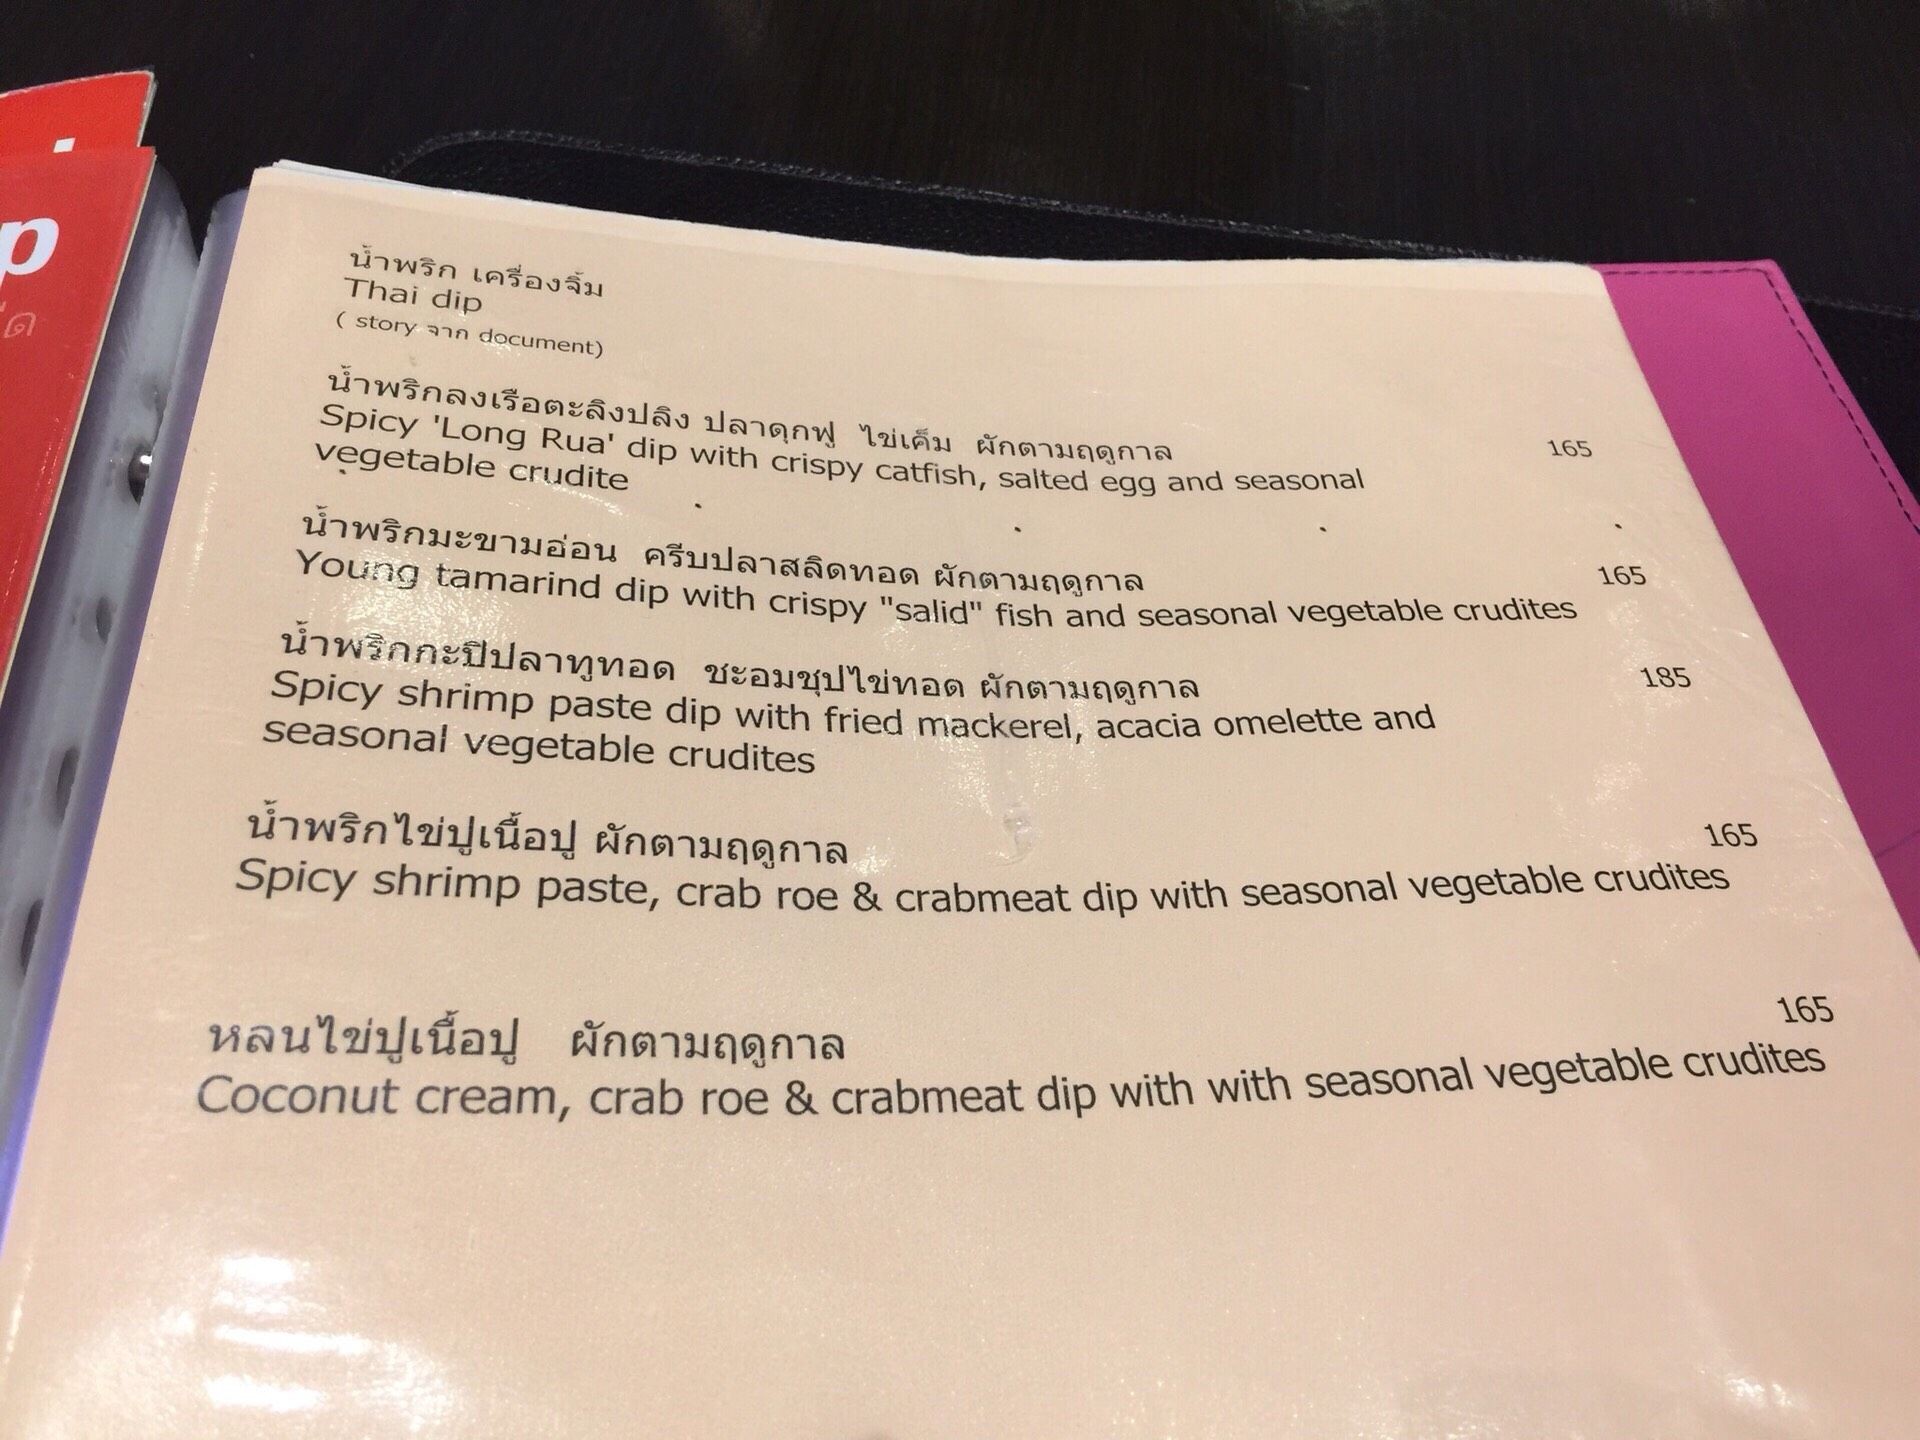 p
น้ำพริก เครื่องจิ้ม
Thai dip
( story จาก document)
น้ำพริกลงเรือตะลิงปลิง ปลาดุกฟู ไข่เค็ม ผักตามฤดูกาล 165
Spicy 'Long Rua' dip with crispy catfish, salted egg and seasonal
vegetable crudite
น้ำพริกมะขามอ่อน ครีบปลาสลิดทอด ผักตามฤดูกาล 165
Young tamarind dip with crispy "salid" fish and seasonal vegetable crudites
น้ำพริกกะปิปลาทูทอด ชะอมชุปไข่ทอด ผักตามฤดูกาล 185
Spicy shrimp paste dip with fried mackerel, acacia omelette and
seasonal vegetable crudites
น้ำพริกไข่ปูเนื้อปู ผักตามฤดูกาล 165
Spicy shrimp paste, crab roe & crabmeat dip with seasonal vegetable crudites
หลนไข่ปูเนื้อปู ผักตามฤดูกาล 165
Coconut cream, crab roe & crabmeat dip with with seasonal vegetable crudites